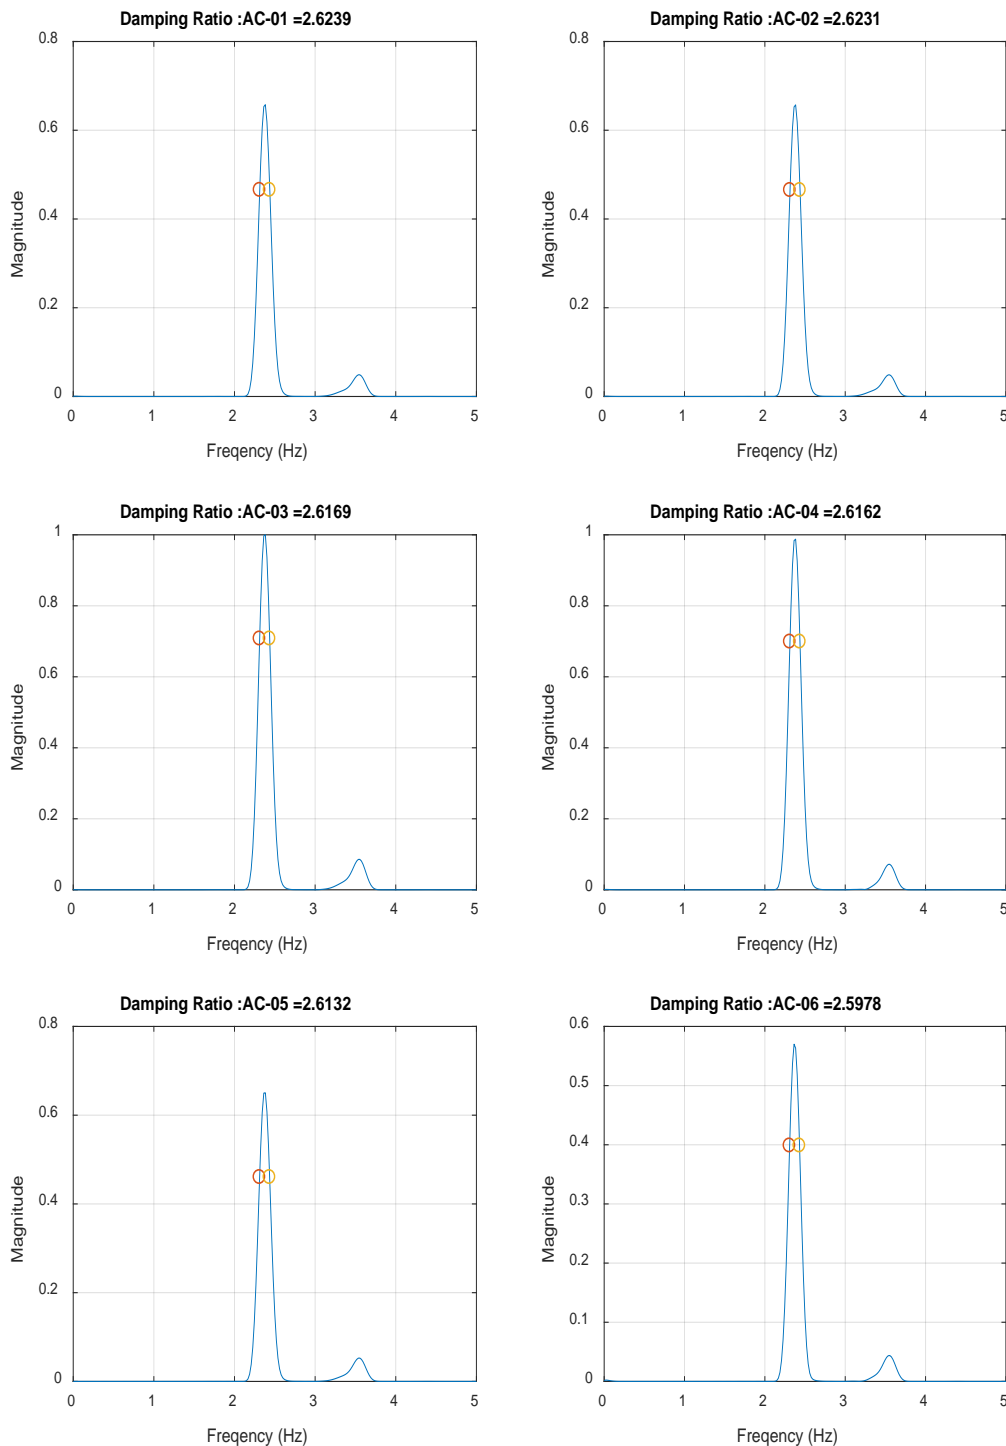 Damping Ratio :AC-01 =2.6239
0.8
0.6
0.4
0.2
0
0 1 2 3 4 5
Magnitude
Freqency (Hz)
Damping Ratio :AC-02 =2.6231
0.8
0.6
0.4
0.2
0
0 1 2 3 4 5
Magnitude
Freqency (Hz)
Damping Ratio :AC-03 =2.6169
1
0.8
0.6
0.4
0.2
0
0 1 2 3 4 5
Magnitude
Freqency (Hz)
Damping Ratio :AC-04 =2.6162
1
0.8
0.6
0.4
0.2
0
0 1 2 3 4 5
Magnitude
Freqency (Hz)
Damping Ratio :AC-05 =2.6132
0.8
0.6
0.4
0.2
0
0 1 2 3 4 5
Magnitude
Freqency (Hz)
Damping Ratio :AC-06 =2.5978
0.6
0.5
0.4
0.3
0.2
0.1
0
0 1 2 3 4 5
Magnitude
Freqency (Hz)